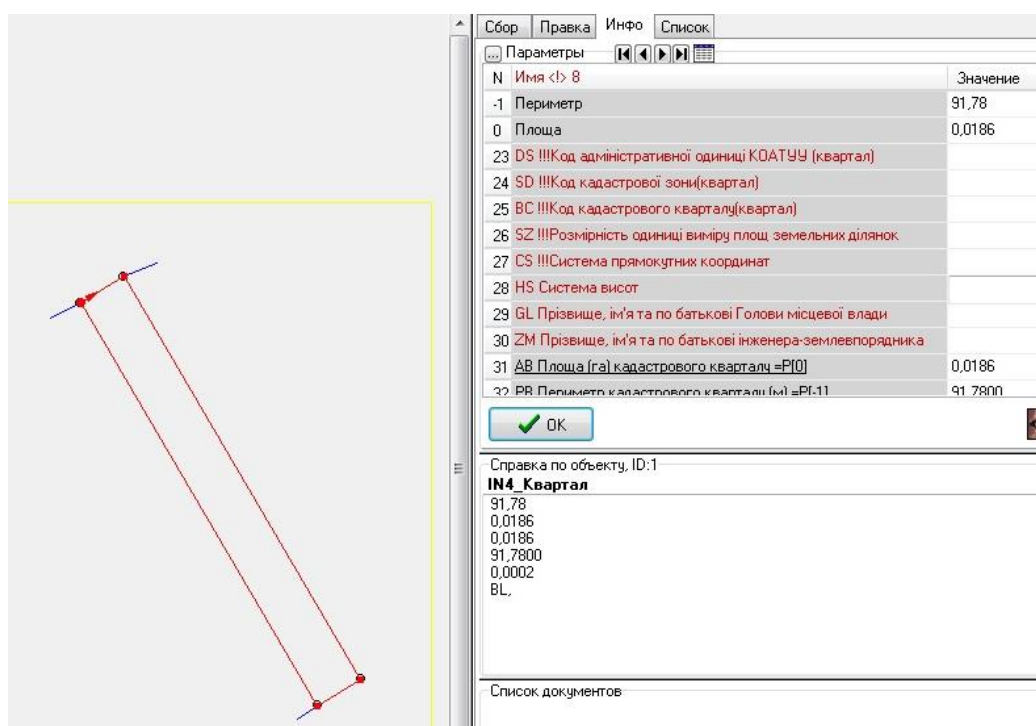 Сбор Правка Инфо Список
... Параметры
N Имя <!> 8 Значение
-1 Периметр 91,78
0 Площа 0,0186
23 DS !!!Код адміністративної одиниці КОАТУУ (квартал)
24 SD !!!Код кадастрової зони(квартал)
25 BC !!!Код кадастрового кварталу(квартал)
26 SZ !!!Розмірність одиниці виміру площ земельних ділянок
27 CS !!!Система прямокутних координат
28 HS Система висот
29 GL Прізвище, ім'я та по батькові Голови місцевої влади
30 ZM Прізвище, ім'я та по батькові інженера-землевпорядника
31 AB Площа (га) кадастрового кварталу =P[0] 0,0186
32 PB Периметр кадастрового кварталу (м) =P[-1] 91,7800
OK
Справка по объекту, ID:1
IN4_Квартал
91,78
0,0186
0,0186
91,7800
0,0002
BL,
Список документов